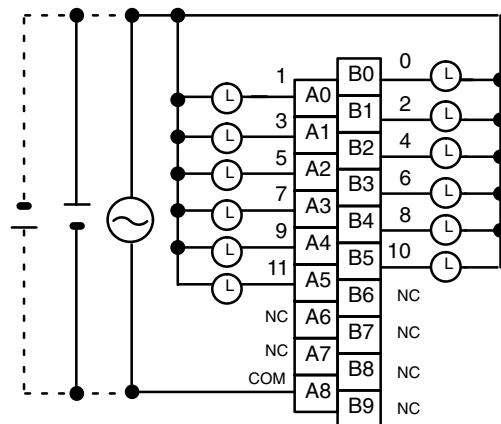 0
1 L B0 L
A0
3 L B1 2 L
A1
5 L B2 4 L
A2
7 L B3 6 L
A3
9 L B4 8 L
A4
11 L B5 10 L
A5
NC B6 NC
A6
NC B7 NC
A7
COM B8 NC
A8
B9 NC